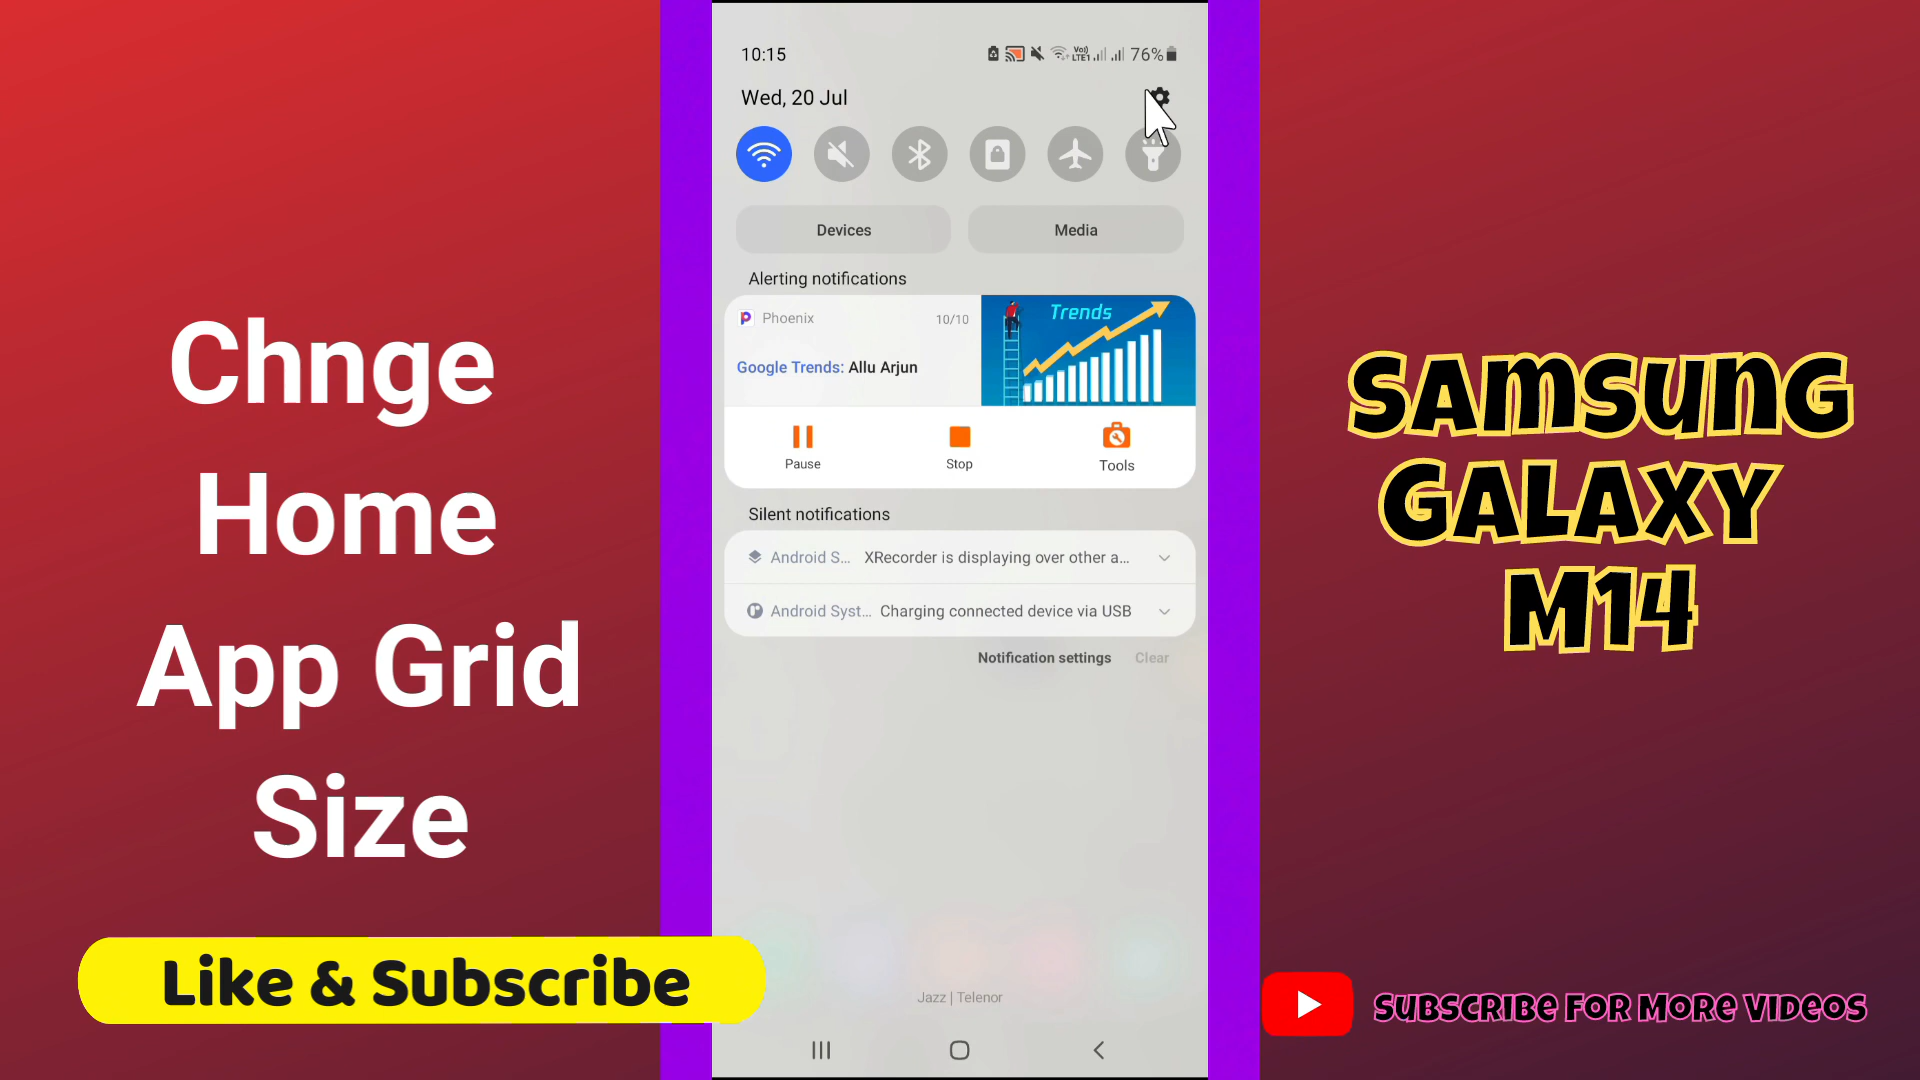 Chnge
Home
App Grid
Size
Like & Subscribe
10:15
Vo)) LTE1 76%
Wed, 20 Jul
Devices
Media
Alerting notifications
Phoenix 10/10
Google Trends: Allu Arjun
Trends
Pause
Stop
Tools
Silent notifications
Android S... XRecorder is displaying over other a...
Android Syst... Charging connected device via USB
Notification settings
Clear
Jazz | Telenor
SAMSUNG
GALAXY
M14
SUBSCRIBE FOR MORE VIDEOS